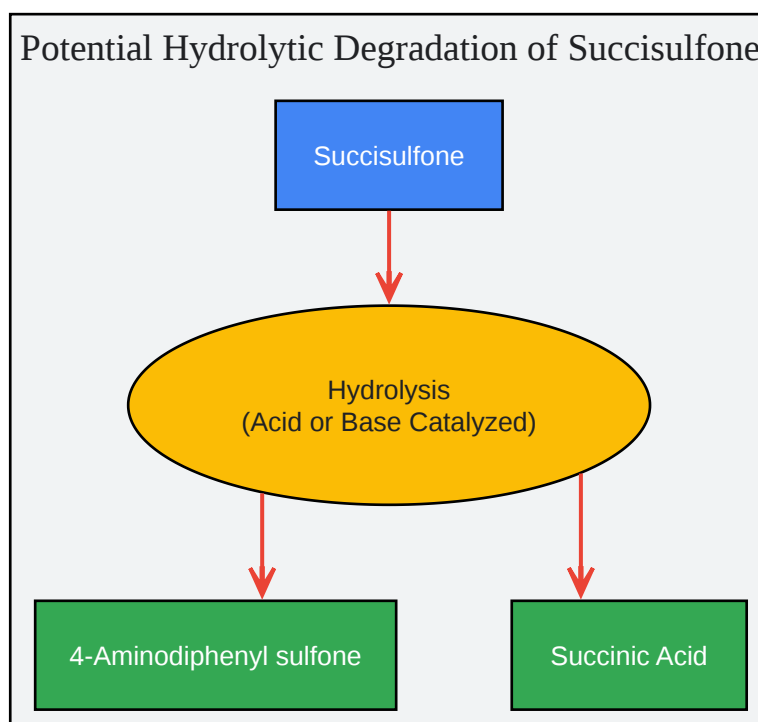 Potential Hydrolytic Degradation of Succisulfone
Succisulfone
Hydrolysis
(Acid or Base Catalyzed)
4-Aminodiphenyl sulfone
Succinic Acid